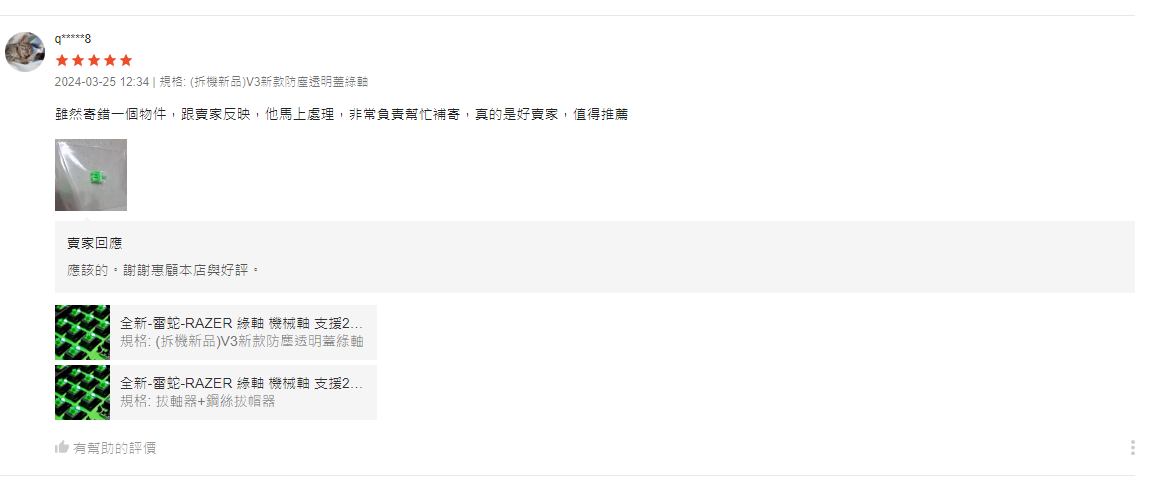 q*****8
2024-03-25 12:34 | 規格: (拆機新品)V3新款防塵透明蓋綠軸
雖然寄錯一個物件，跟賣家反映，他馬上處理，非常負責幫忙補寄，真的是好賣家，值得推薦
賣家回應
應該的。謝謝惠顧本店與好評。
全新-雷蛇-RAZER 綠軸 機械軸 支援2...
規格: (拆機新品)V3新款防塵透明蓋綠軸
全新-雷蛇-RAZER 綠軸 機械軸 支援2...
規格: 拔軸器+鋼絲拔帽器
有幫助的評價